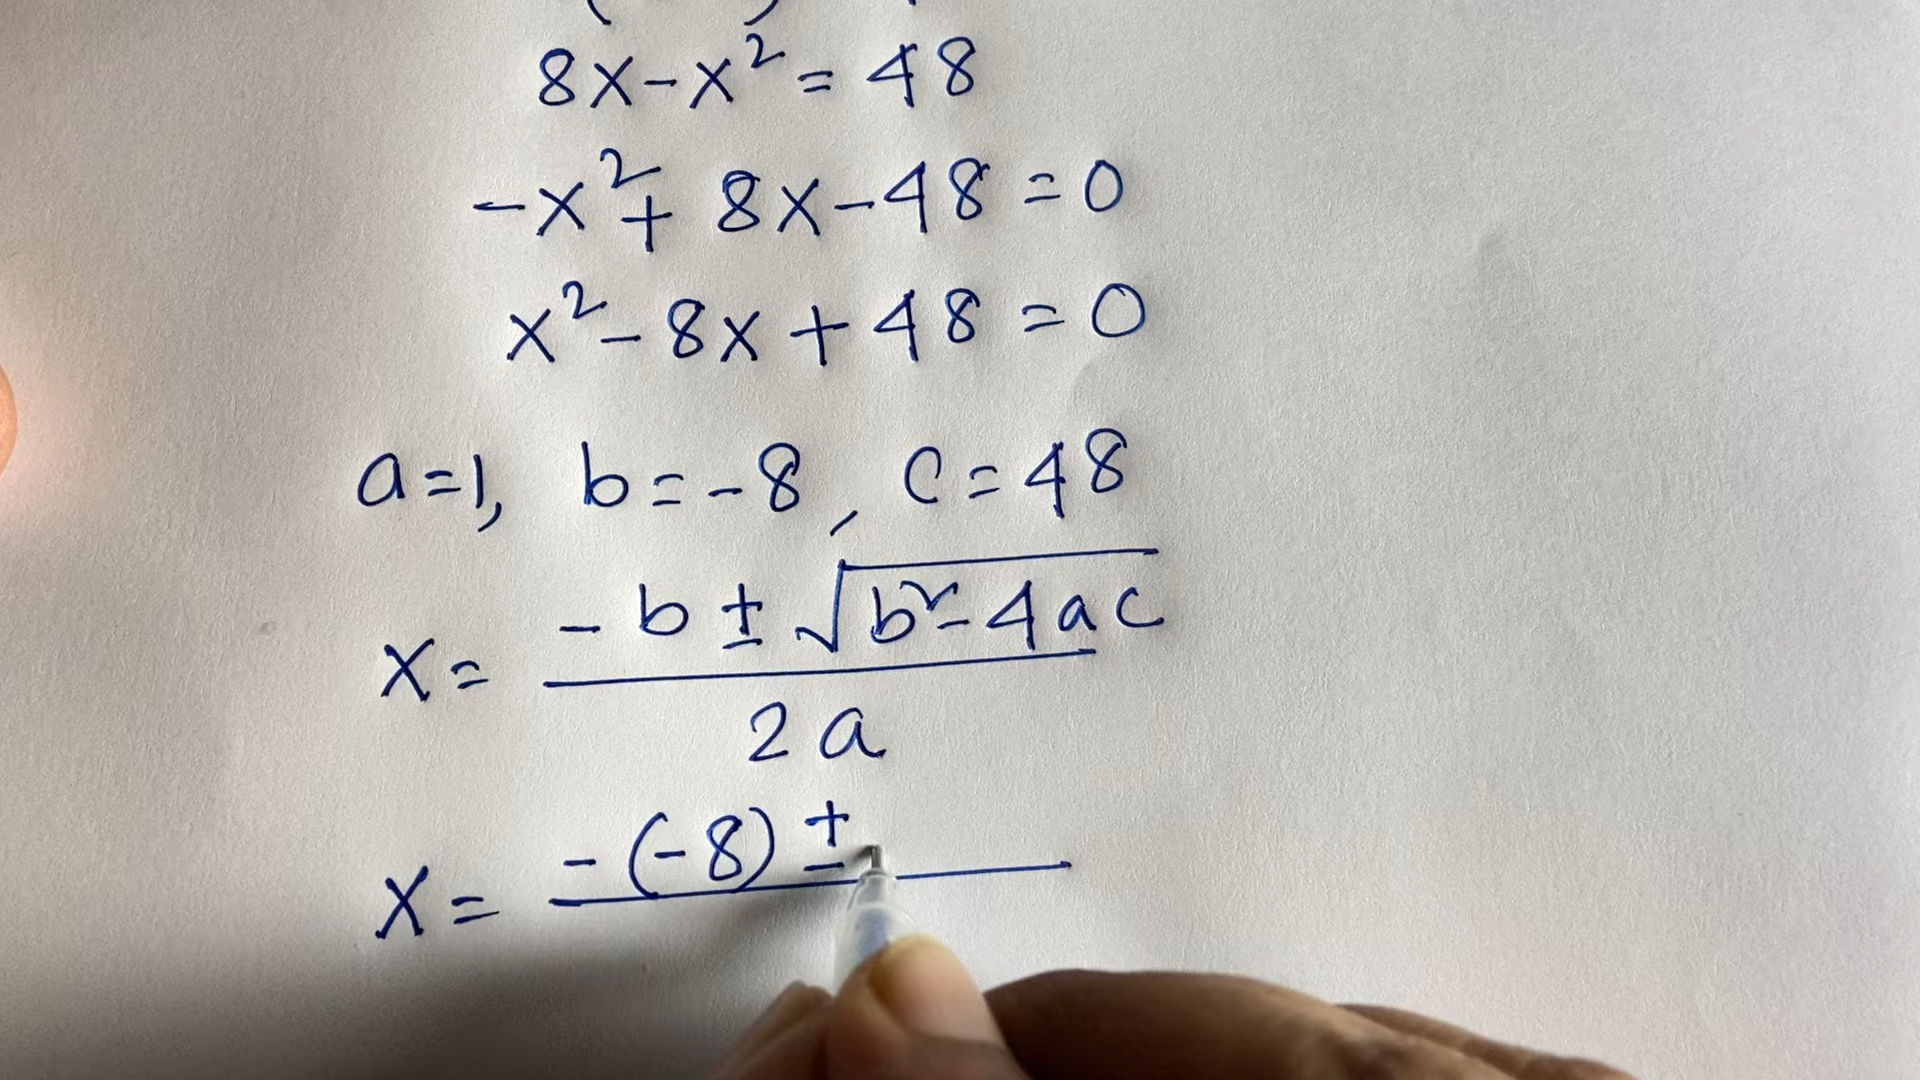 8x-x²=48
-x²+8x-48=0
x²-8x+48=0
a=1, b=-8, c=48
x= -b±√b²-4ac
2a
x= -(-8)±